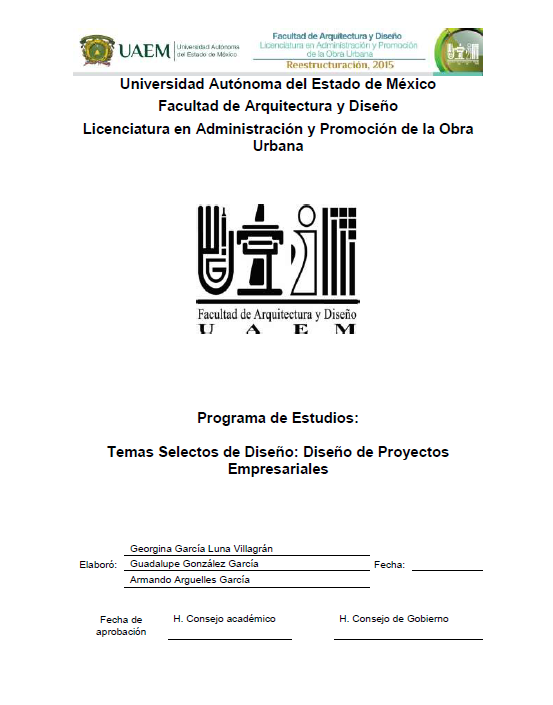 UAEM
Universidad Autónoma
del Estado de México
Facultad de Arquitectura y Diseño
Licenciatura en Administración y Promoción
de la Obra Urbana
Reestructuración, 2015
Universidad Autónoma del Estado de México
Facultad de Arquitectura y Diseño
Licenciatura en Administración y Promoción de la Obra
Urbana
Facultad de Arquitectura y Diseño
U A E M
Programa de Estudios:
Temas Selectos de Diseño: Diseño de Proyectos
Empresariales
Georgina García Luna Villagrán
Elaboró: Guadalupe González García Fecha:
Armando Arguelles García
Fecha de H. Consejo académico H. Consejo de Gobierno
aprobación